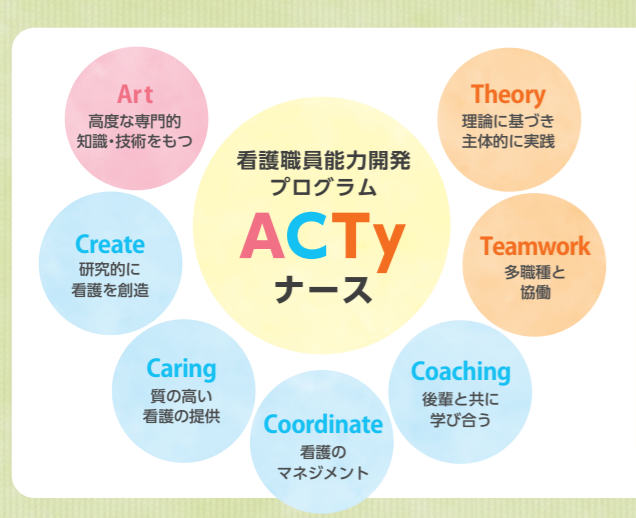 看護職員能力開発
プログラム
ACTy
ナース
Art
高度な専門的
知識・技術をもつ
Create
研究的に
看護を創造
Caring
質の高い
看護の提供
Coordinate
看護の
マネジメント
Coaching
後輩と共に
学び合う
Teamwork
多職種と
協働
Theory
理論に基づき
主体的に実践